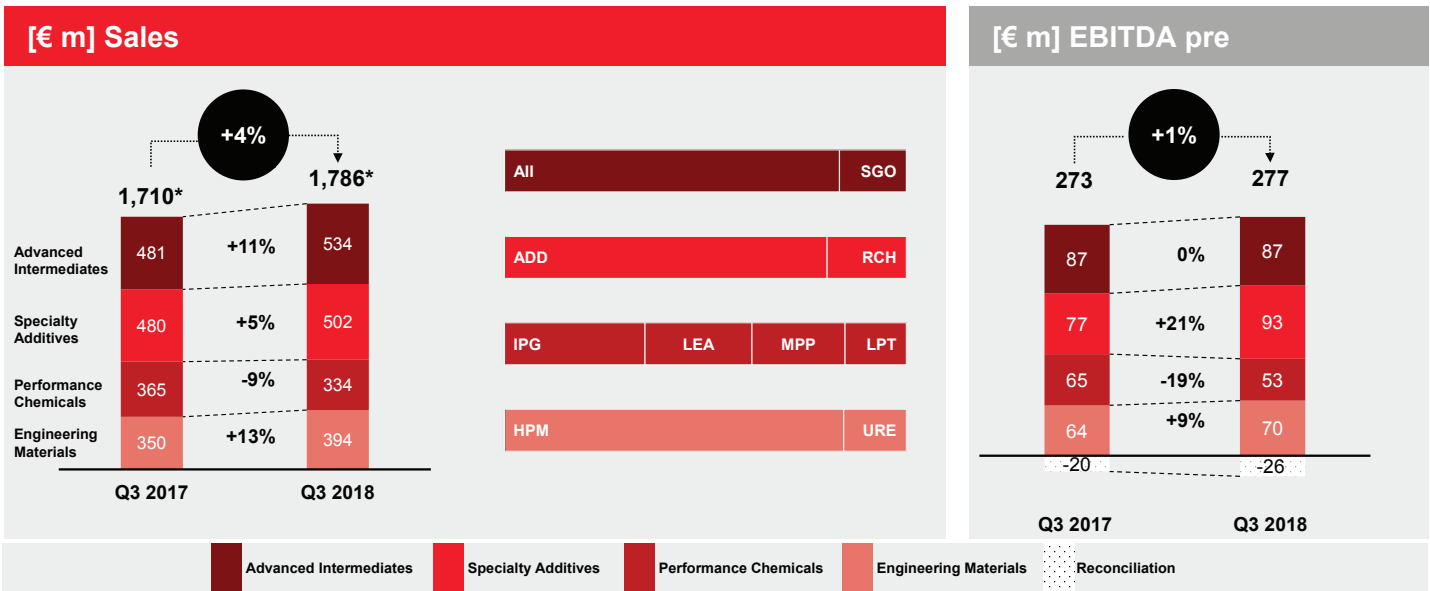 [€ m] Sales
+4%
1,710*
1,786*
Advanced
Intermediates
481
+11%
534
Specialty
Additives
480
+5%
502
Performance
Chemicals
365
-9%
334
Engineering
Materials
350
+13%
394
Q3 2017
Q3 2018
AII SGO
ADD RCH
IPG LEA MPP LPT
HPM URE
[€ m] EBITDA pre
+1%
273
277
87
0%
87
77
+21%
93
65
-19%
53
64
+9%
70
-20
-26
Q3 2017
Q3 2018
Advanced Intermediates
Specialty Additives
Performance Chemicals
Engineering Materials
Reconciliation